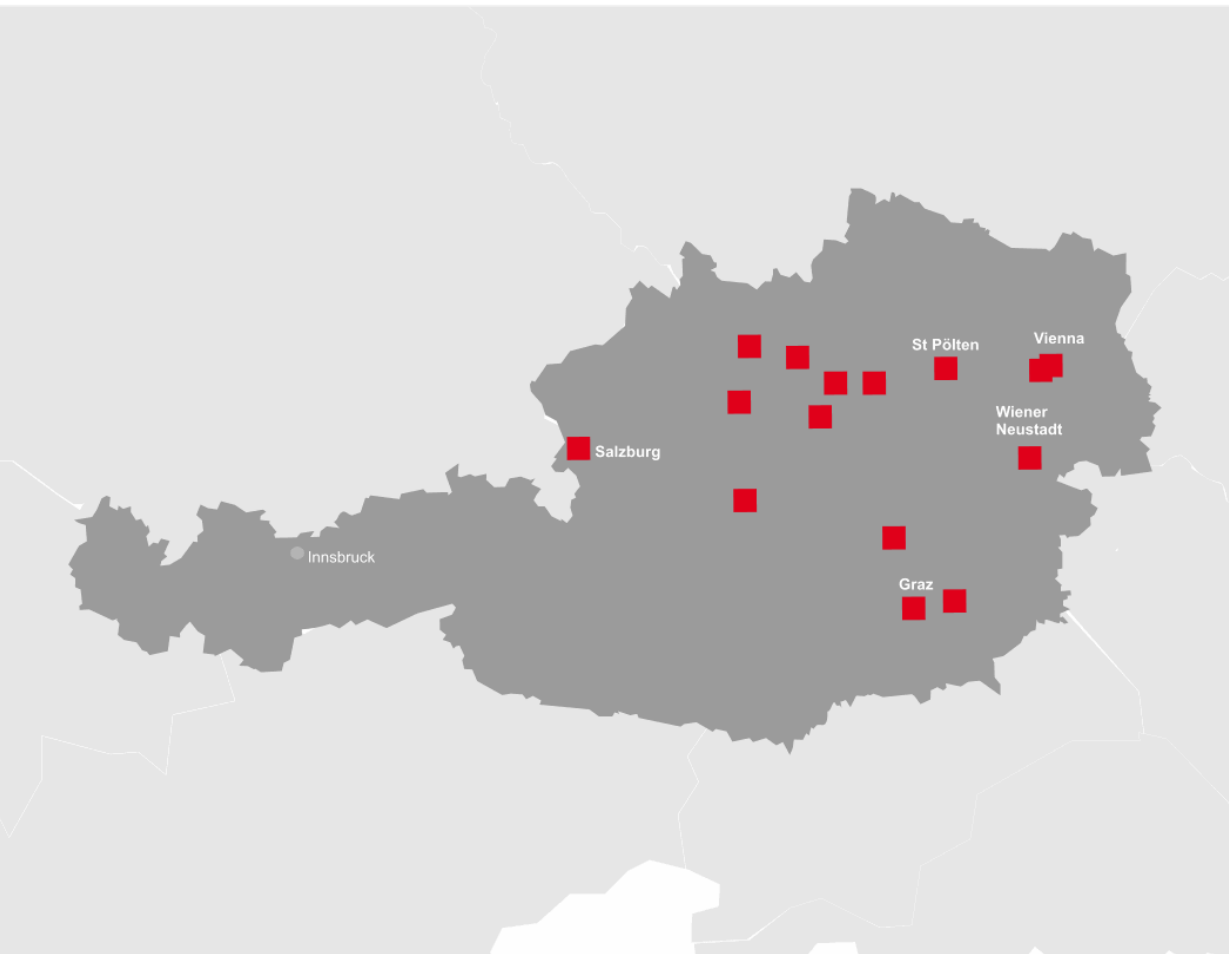 Vienna
St Pölten
Wiener
Neustadt
Salzburg
Innsbruck
Graz